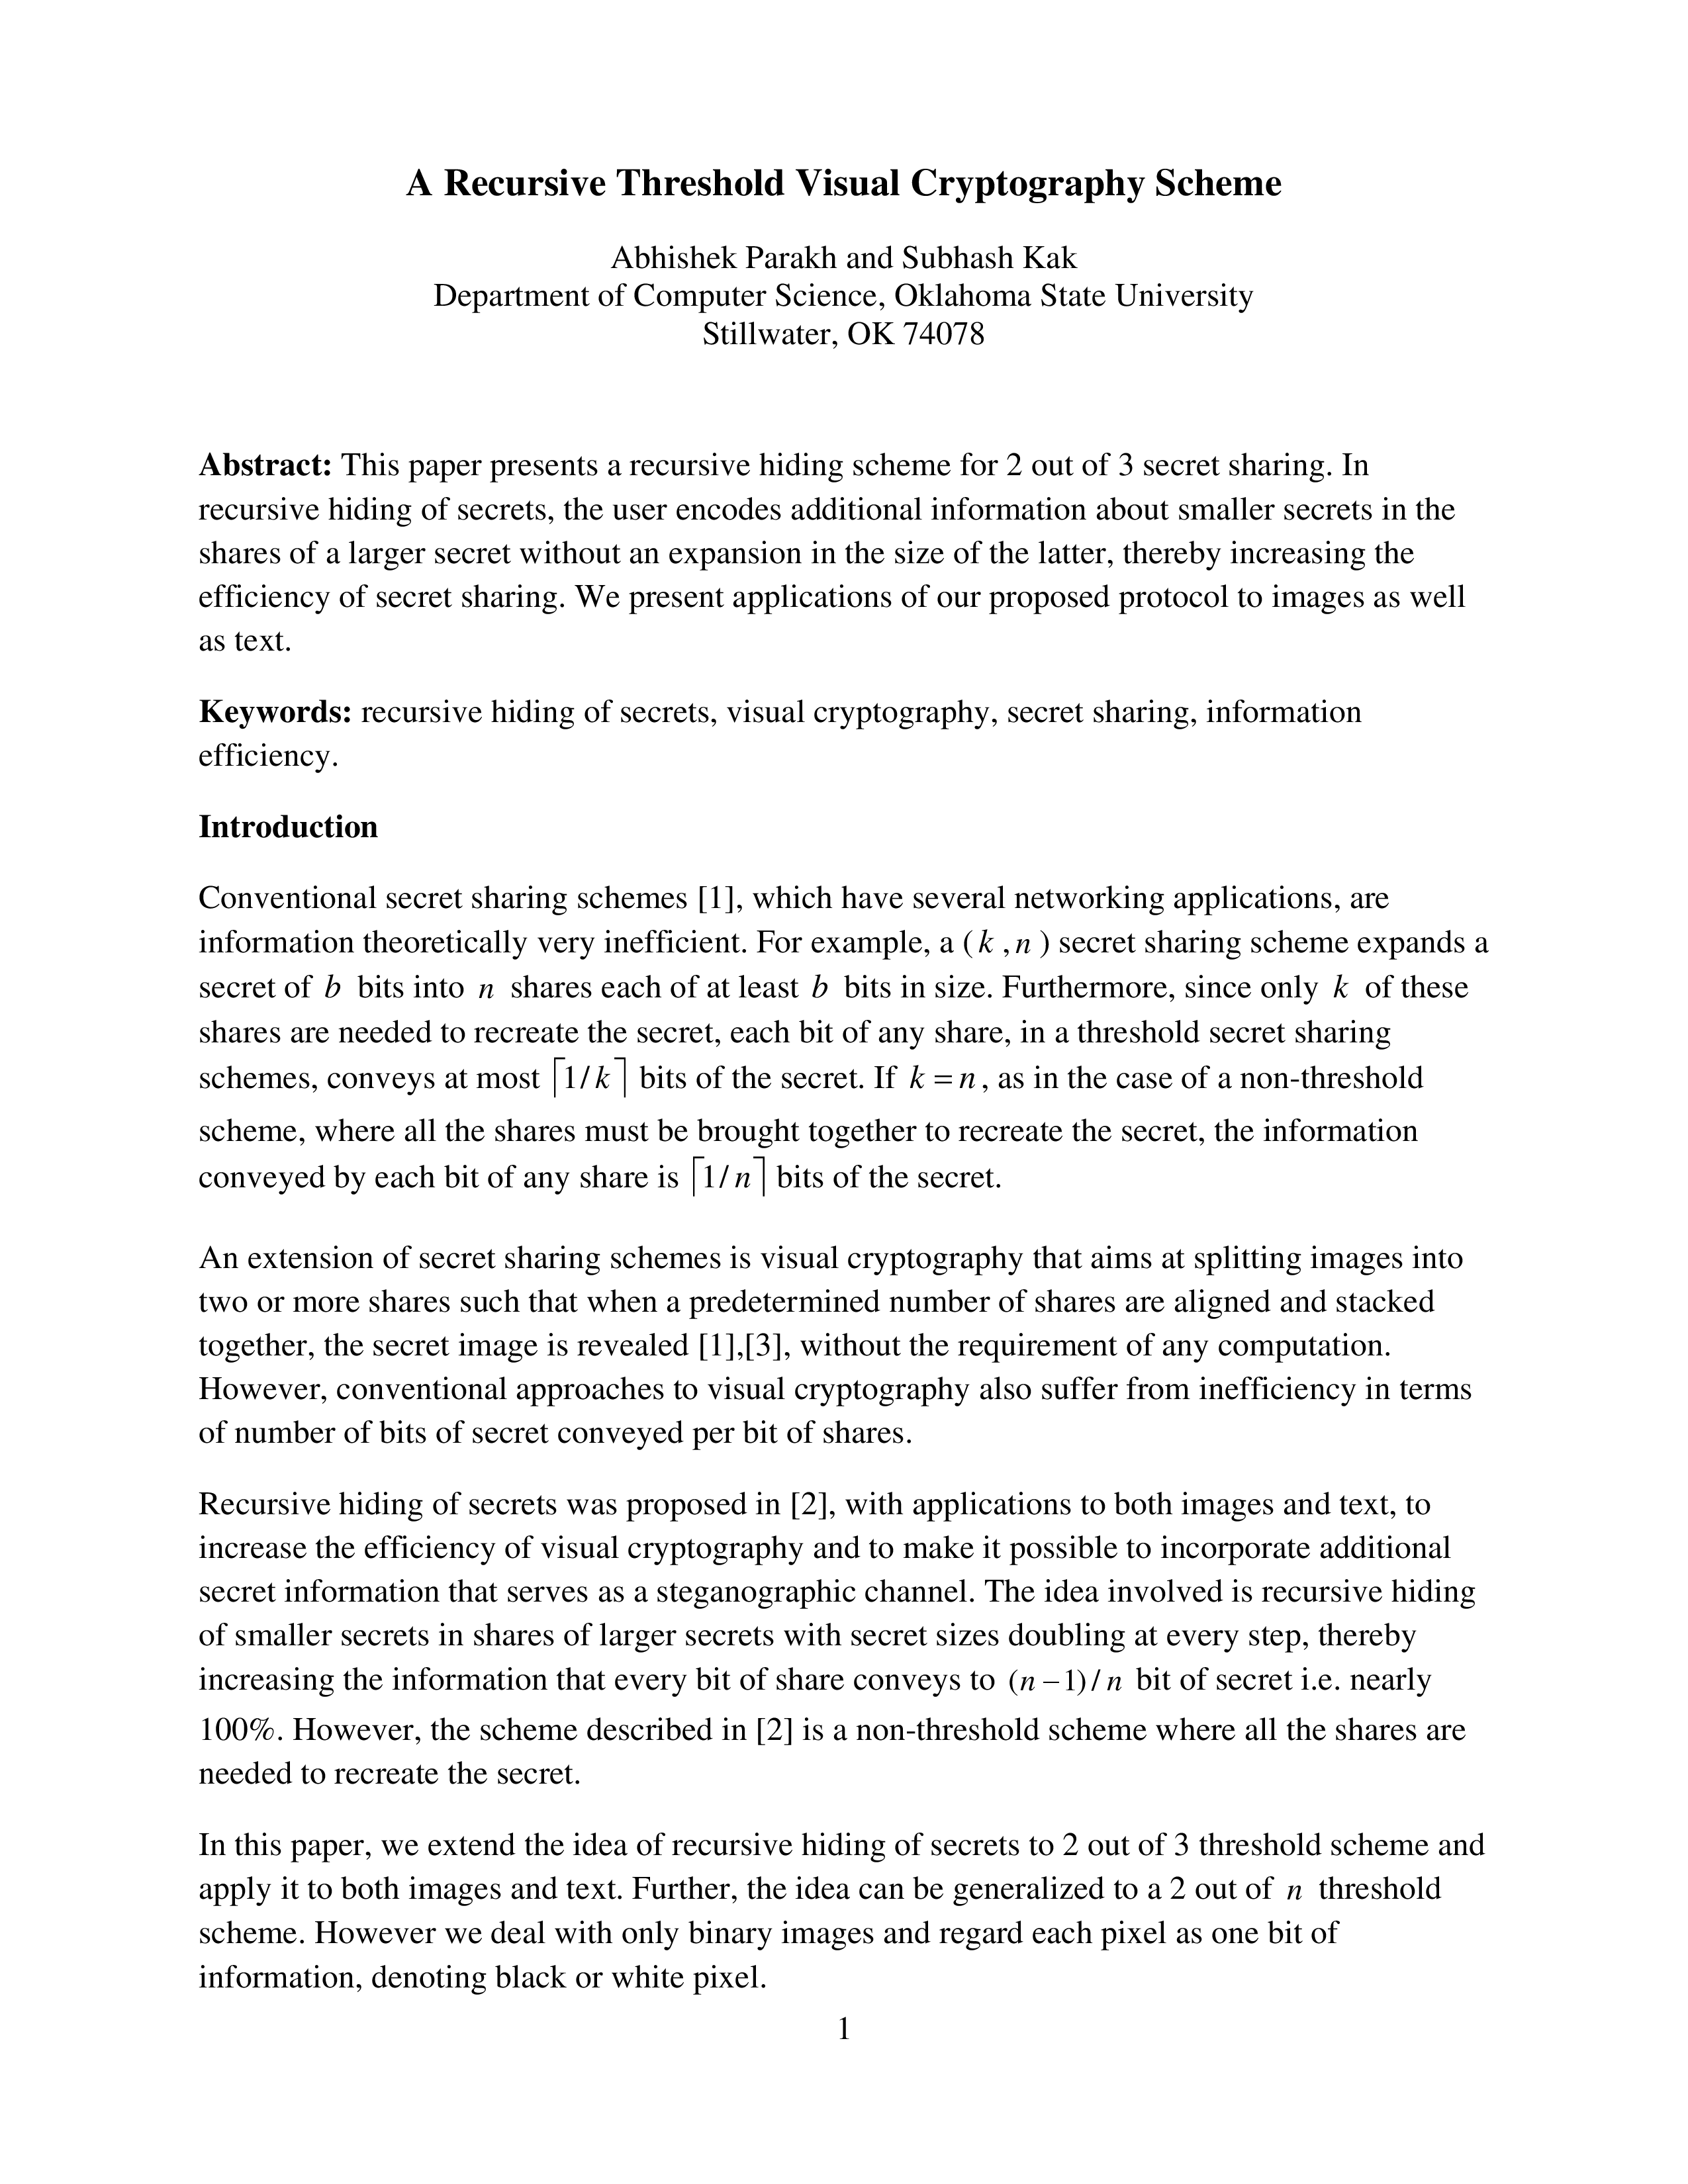 A Recursive Threshold Visual Cryptography Scheme
Abhishek Parakh and Subhash Kak
Department of Computer Science, Oklahoma State University
Stillwater, OK 74078
Abstract: This paper presents a recursive hiding scheme for 2 out of 3 secret sharing. In
recursive hiding of secrets, the user encodes additional information about smaller secrets in the
shares of a larger secret without an expansion in the size of the latter, thereby increasing the
efficiency of secret sharing. We present applications of our proposed protocol to images as well
as text.
Keywords: recursive hiding of secrets, visual cryptography, secret sharing, information
efficiency.
Introduction
Conventional secret sharing schemes [1], which have several networking applications, are
information theoretically very inefficient. For example, a (k,n) secret sharing scheme expands a
secret of b bits into n shares each of at least b bits in size. Furthermore, since only k of these
shares are needed to recreate the secret, each bit of any share, in a threshold secret sharing
schemes, conveys at most ⌈1/k⌉ bits of the secret. If k = n, as in the case of a non-threshold
scheme, where all the shares must be brought together to recreate the secret, the information
conveyed by each bit of any share is ⌈1/n⌉ bits of the secret.
An extension of secret sharing schemes is visual cryptography that aims at splitting images into
two or more shares such that when a predetermined number of shares are aligned and stacked
together, the secret image is revealed [1],[3], without the requirement of any computation.
However, conventional approaches to visual cryptography also suffer from inefficiency in terms
of number of bits of secret conveyed per bit of shares.
Recursive hiding of secrets was proposed in [2], with applications to both images and text, to
increase the efficiency of visual cryptography and to make it possible to incorporate additional
secret information that serves as a steganographic channel. The idea involved is recursive hiding
of smaller secrets in shares of larger secrets with secret sizes doubling at every step, thereby
increasing the information that every bit of share conveys to (n−1)/n bit of secret i.e. nearly
100%. However, the scheme described in [2] is a non-threshold scheme where all the shares are
needed to recreate the secret.
In this paper, we extend the idea of recursive hiding of secrets to 2 out of 3 threshold scheme and
apply it to both images and text. Further, the idea can be generalized to a 2 out of n threshold
scheme. However we deal with only binary images and regard each pixel as one bit of
information, denoting black or white pixel.
1